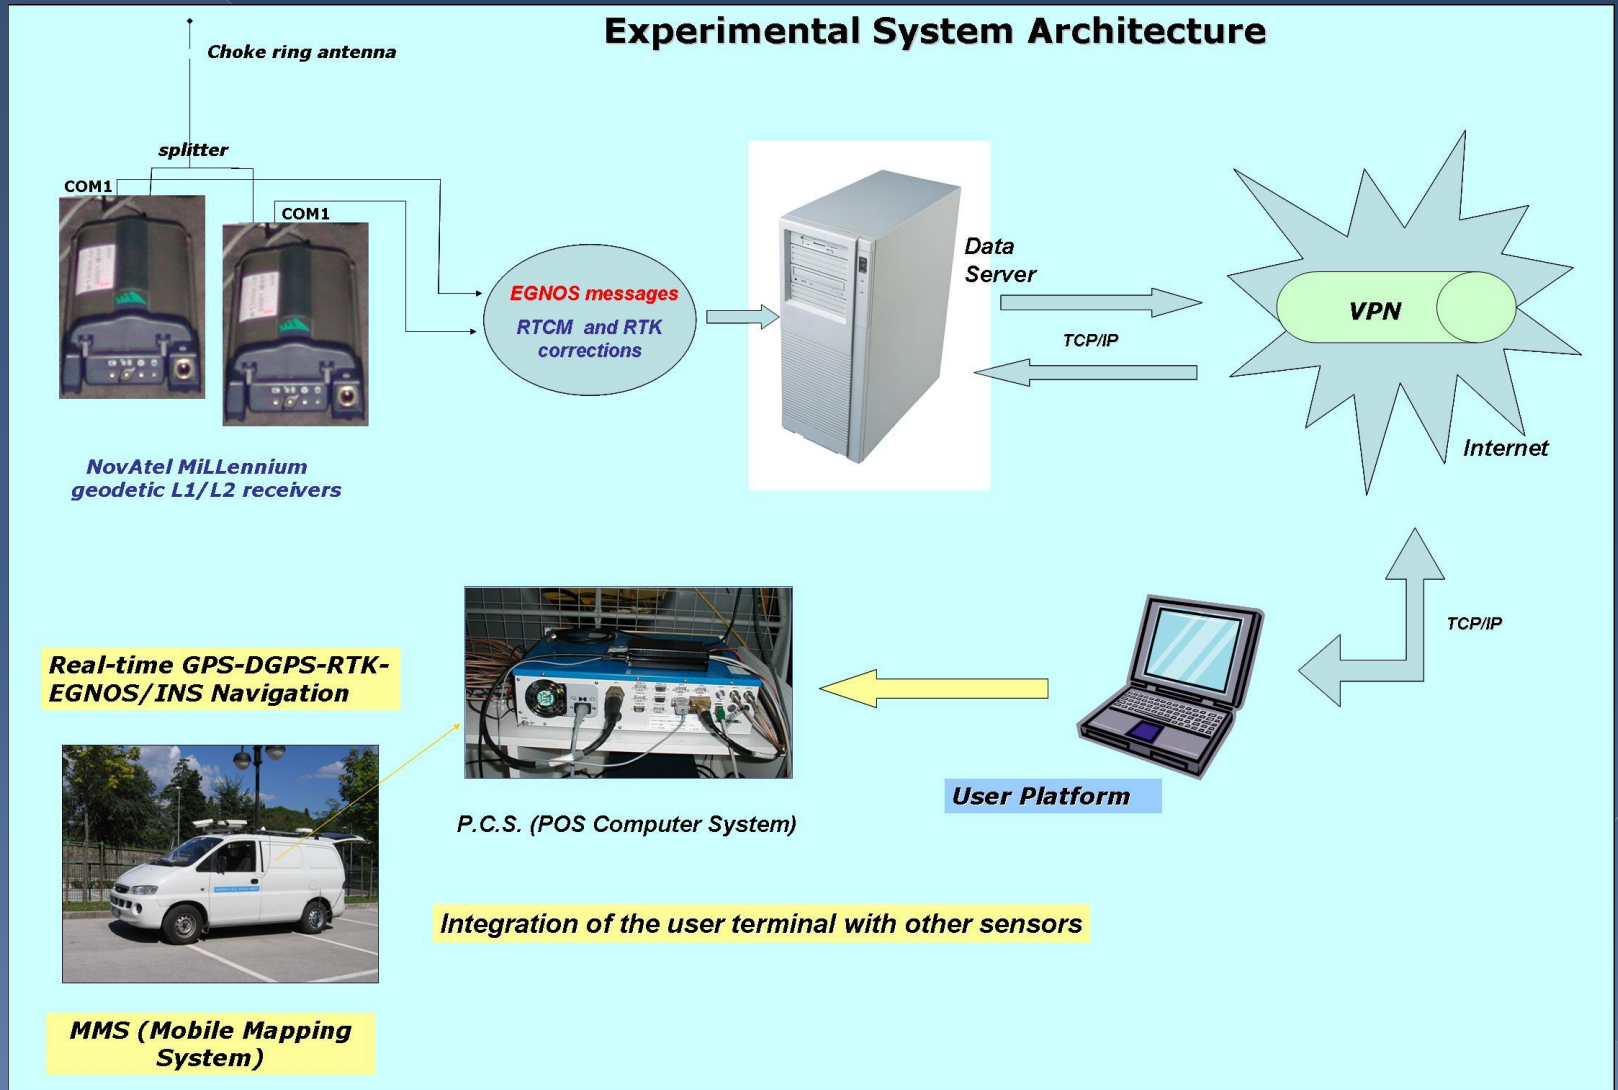 Experimental System Architecture
Choke ring antenna
splitter
COM1
COM1
EGNOS messages
RTCM and RTK
corrections
Data
Server
TCP/IP
VPN
Internet
NovAtel MiLLennium
geodetic L1/L2 receivers
TCP/IP
Real-time GPS-DGPS-RTK-
EGNOS/INS Navigation
User Platform
P.C.S. (POS Computer System)
Integration of the user terminal with other sensors
MMS (Mobile Mapping
System)